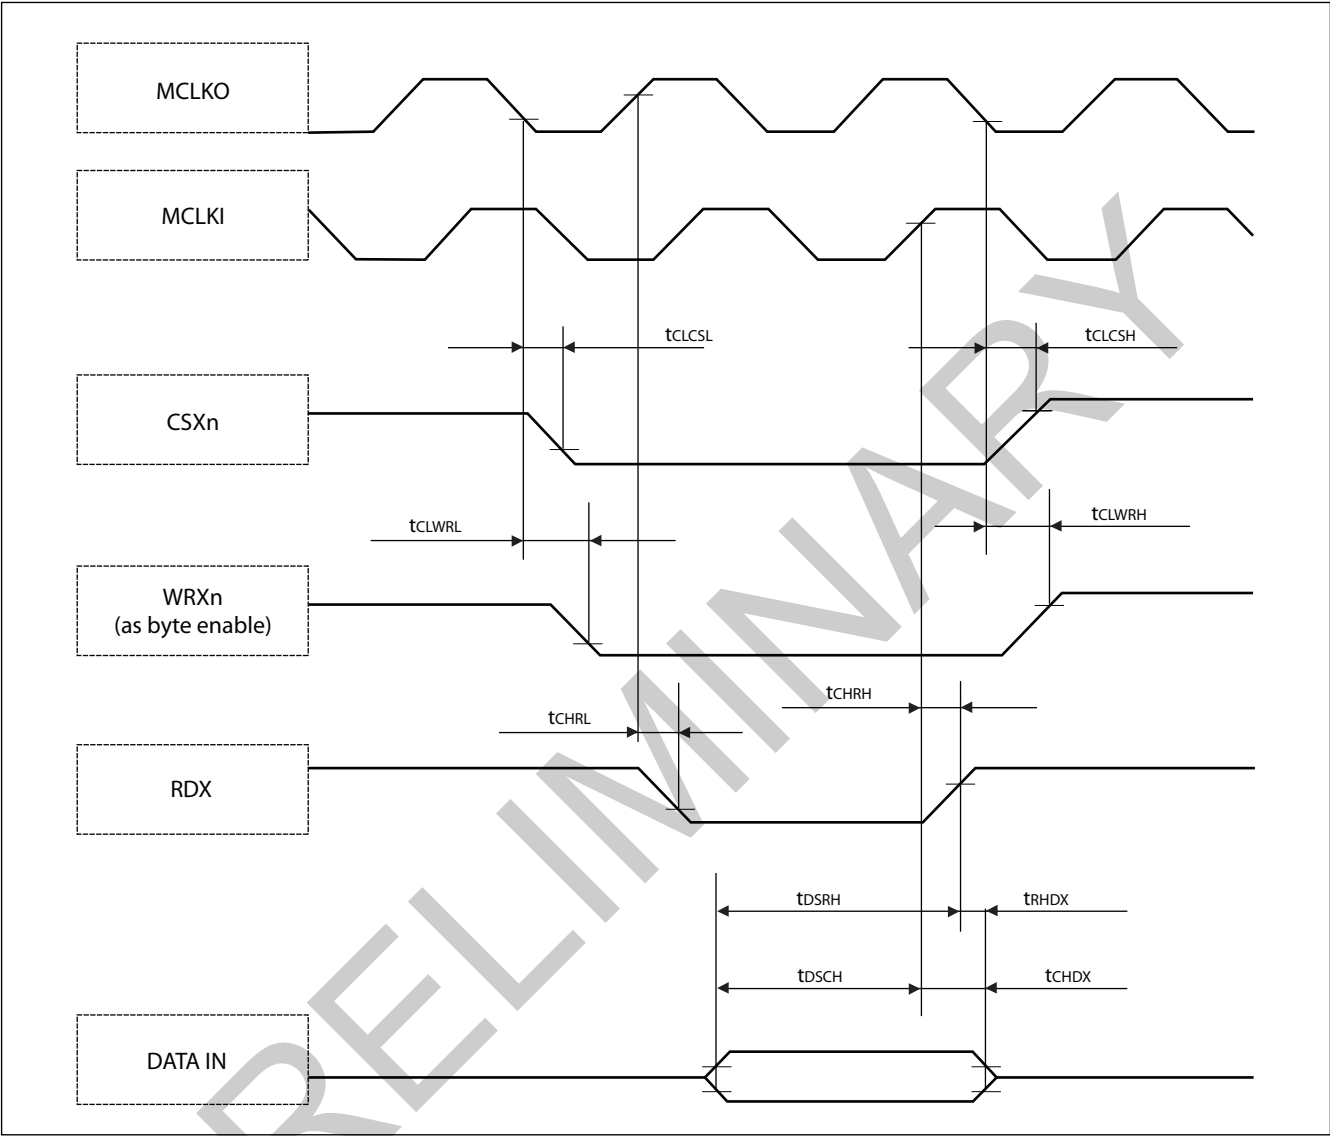 MCLKO
MCLKI
tCLCSL
tCLCSH
CSXn
tCLWRL
tCLWRH
WRXn
(as byte enable)
tCHRL
tCHRH
RDX
tDSRH
tRHDX
tDSCH
tCHDX
DATA IN
RELIMINARY